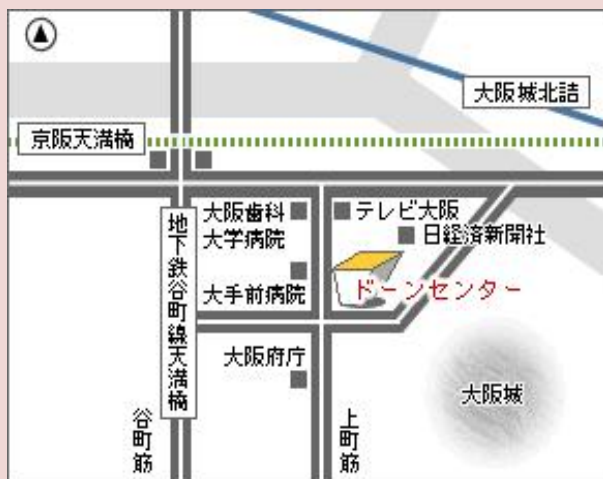 大阪城北詰
京阪天満橋
地下鉄谷町線天満橋
大阪歯科
大学病院
テレビ大阪
日経済新聞社
大手前病院
ドーンセンター
大阪府庁
大阪城
谷町筋
上町筋